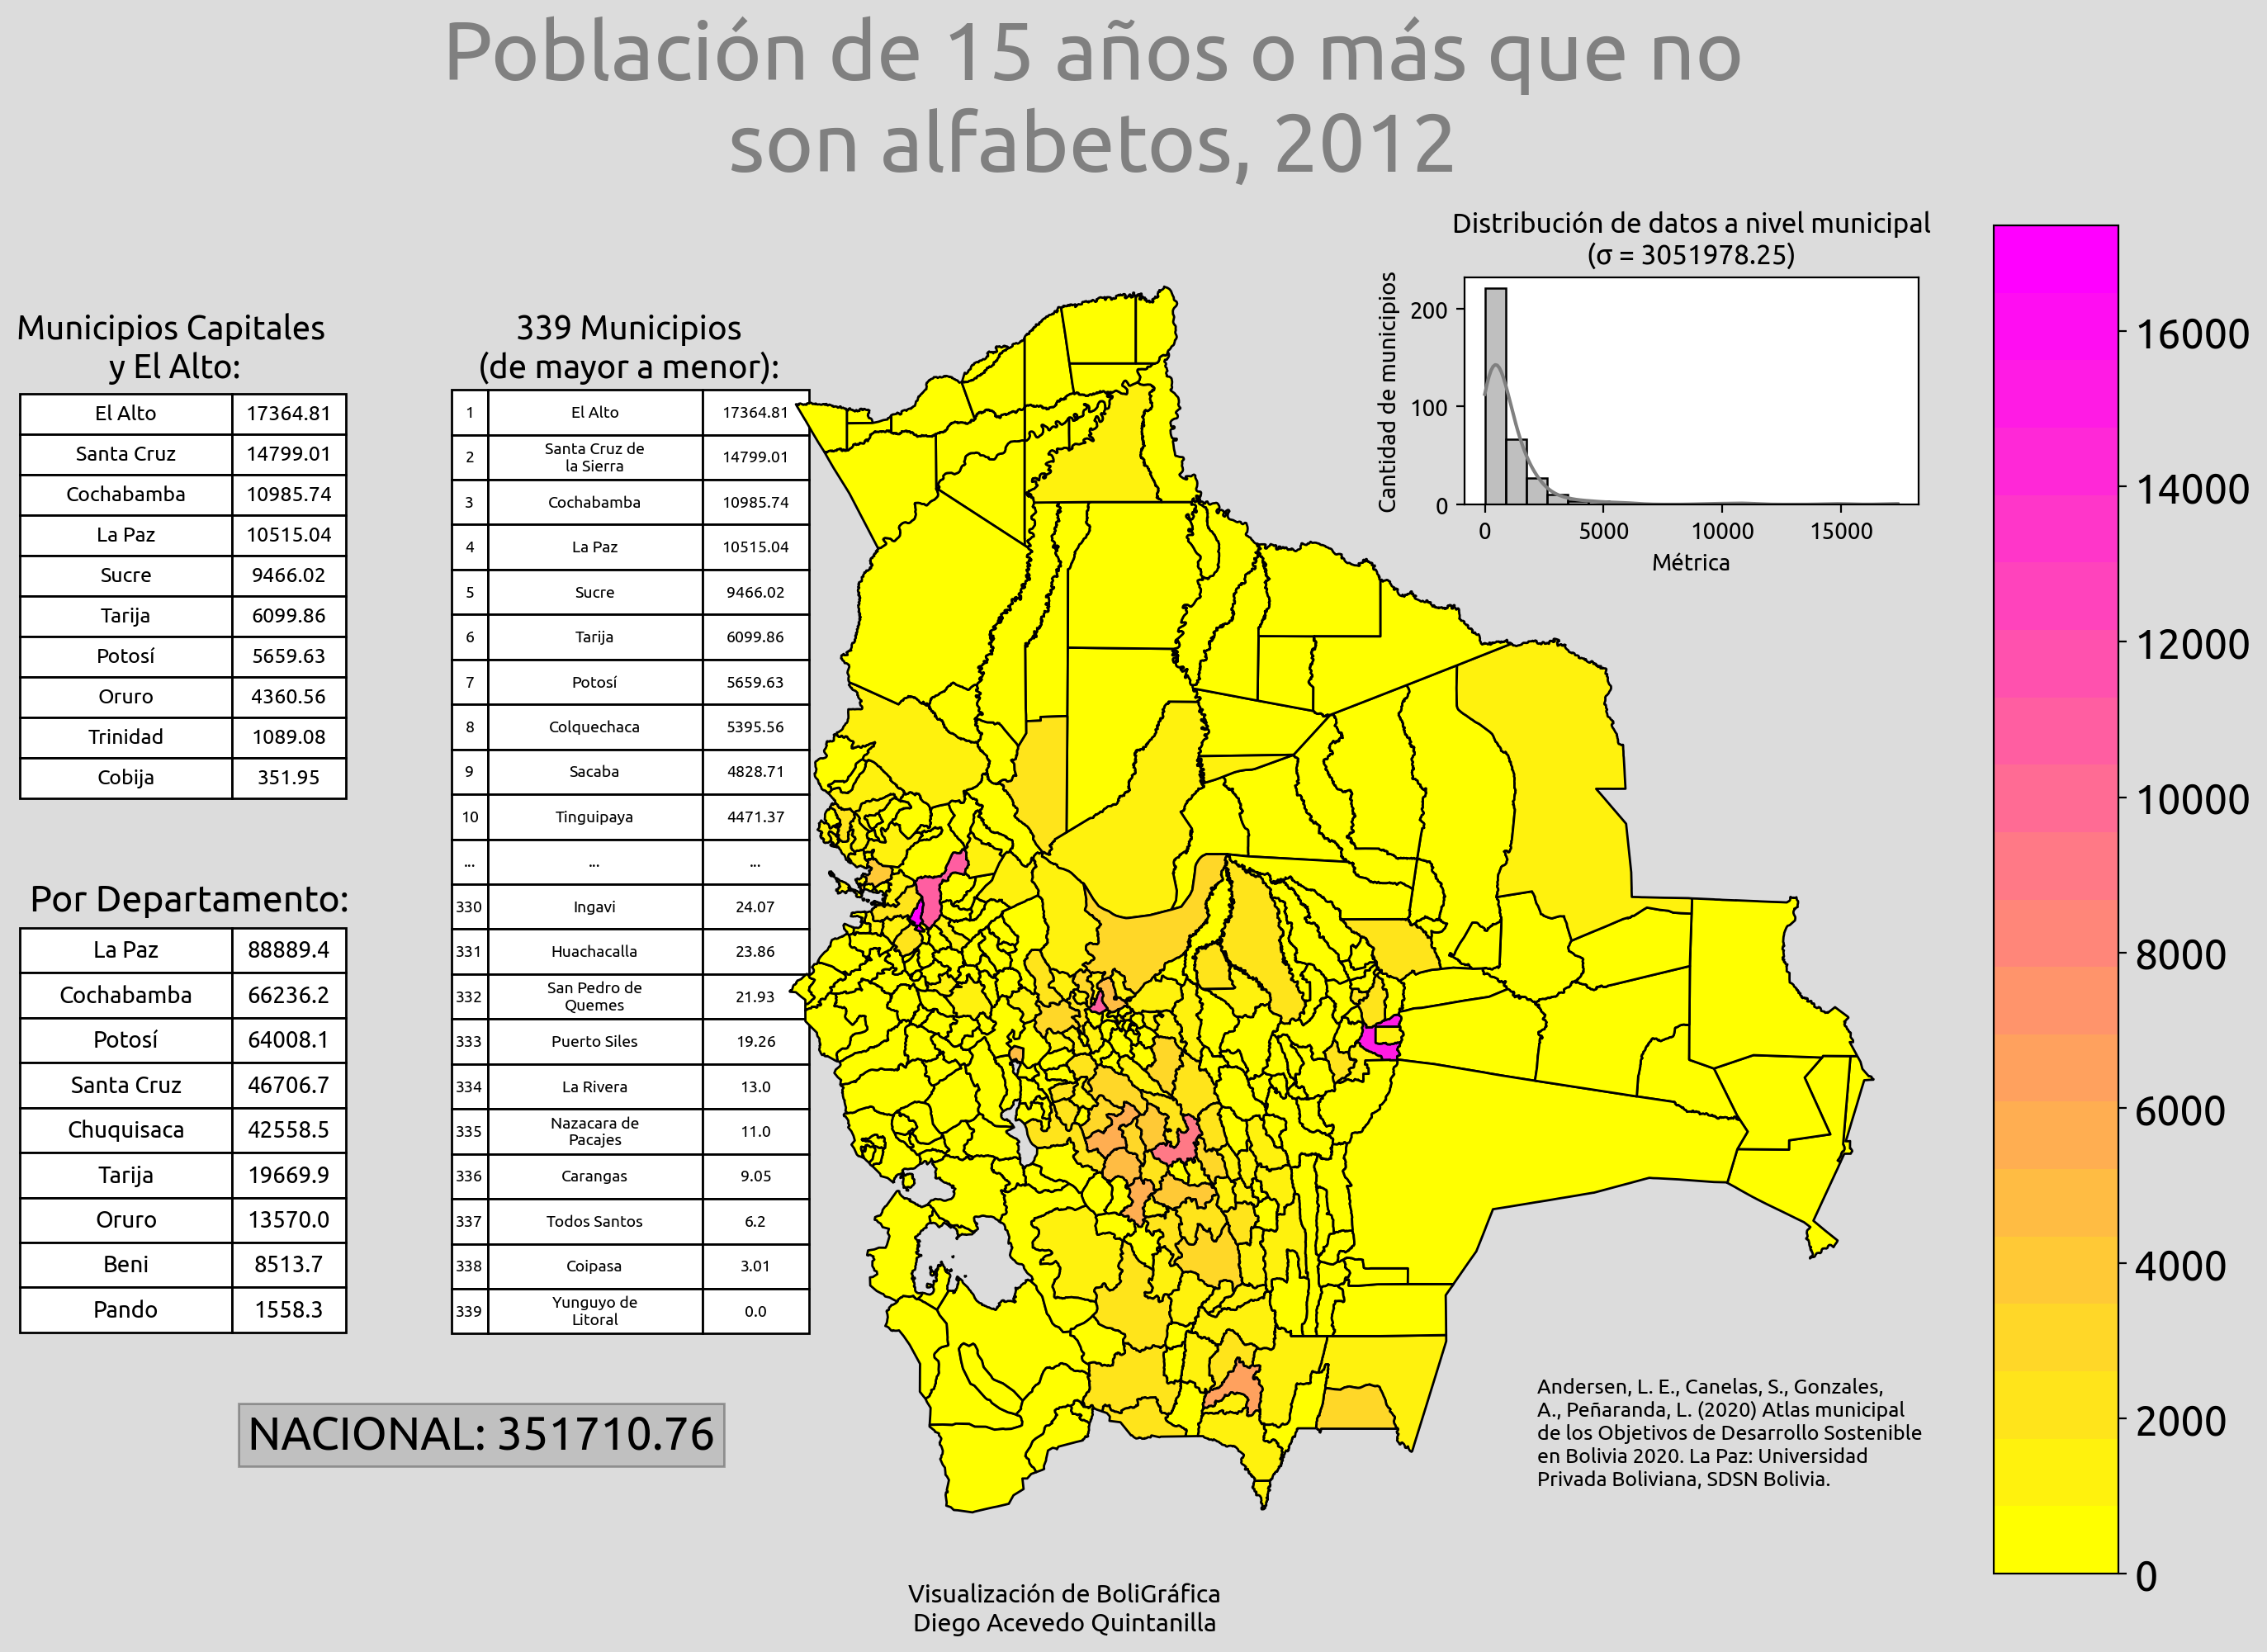 Población de 15 años o más que no
son alfabetos, 2012
Municipios Capitales
y El Alto:
El Alto 17364.81
Santa Cruz 14799.01
Cochabamba 10985.74
La Paz 10515.04
Sucre 9466.02
Tarija 6099.86
Potosí 5659.63
Oruro 4360.56
Trinidad 1089.08
Cobija 351.95
Por Departamento:
La Paz 88889.4
Cochabamba 66236.2
Potosí 64008.1
Santa Cruz 46706.7
Chuquisaca 42558.5
Tarija 19669.9
Oruro 13570.0
Beni 8513.7
Pando 1558.3
NACIONAL: 351710.76
339 Municipios
(de mayor a menor):
1 El Alto 17364.81
2 Santa Cruz de
la Sierra 14799.01
3 Cochabamba 10985.74
4 La Paz 10515.04
5 Sucre 9466.02
6 Tarija 6099.86
7 Potosí 5659.63
8 Colquechaca 5395.56
9 Sacaba 4828.71
10 Tinguipaya 4471.37
... ... ...
330 Ingavi 24.07
331 Huachacalla 23.86
332 San Pedro de
Quemes 21.93
333 Puerto Siles 19.26
334 La Rivera 13.0
335 Nazacara de
Pacajes 11.0
336 Carangas 9.05
337 Todos Santos 6.2
338 Coipasa 3.01
339 Yunguyo de
Litoral 0.0
Distribución de datos a nivel municipal
(σ = 3051978.25)
Cantidad de municipios
200
100
0
0 5000 10000 15000
Métrica
16000
14000
12000
10000
8000
6000
4000
2000
0
Andersen, L. E., Canelas, S., Gonzales,
A., Peñaranda, L. (2020) Atlas municipal
de los Objetivos de Desarrollo Sostenible
en Bolivia 2020. La Paz: Universidad
Privada Boliviana, SDSN Bolivia.
Visualización de BoliGráfica
Diego Acevedo Quintanilla